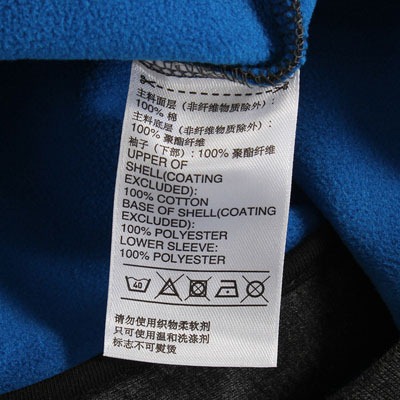 主料面层（非纤维物质除外）:
100% 棉
主料底层（非纤维物质除外）:
100% 聚酯纤维
袖子（下部）: 100% 聚酯纤维
UPPER OF
SHELL(COATING
EXCLUDED):
100% COTTON
BASE OF SHELL(COATING
EXCLUDED):
100% POLYESTER
LOWER SLEEVE:
100% POLYESTER
40
请勿使用织物柔软剂
只可使用温和洗涤剂
标志不可熨烫